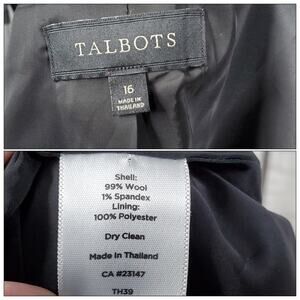 TALBOTS
16
MADE IN
THAILAND
Shell:
99% Wool
1% Spandex
Lining:
100% Polyester
Dry Clean
Made In Thailand
CA #23147
TH39